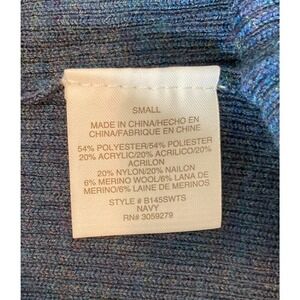 SMALL
MADE IN CHINA/HECHO EN
CHINA/FABRIQUE EN CHINE
54% POLYESTER/54% POLIESTER
20% ACRYLIC/20% ACRILICO/20%
ACRILON
20% NYLON/20% NAILON
6% MERINO WOOL/6% LANA DE
MERINO/6% LAINE DE MERINOS
STYLE # B145SWTS
NAVY
RN# 3059279